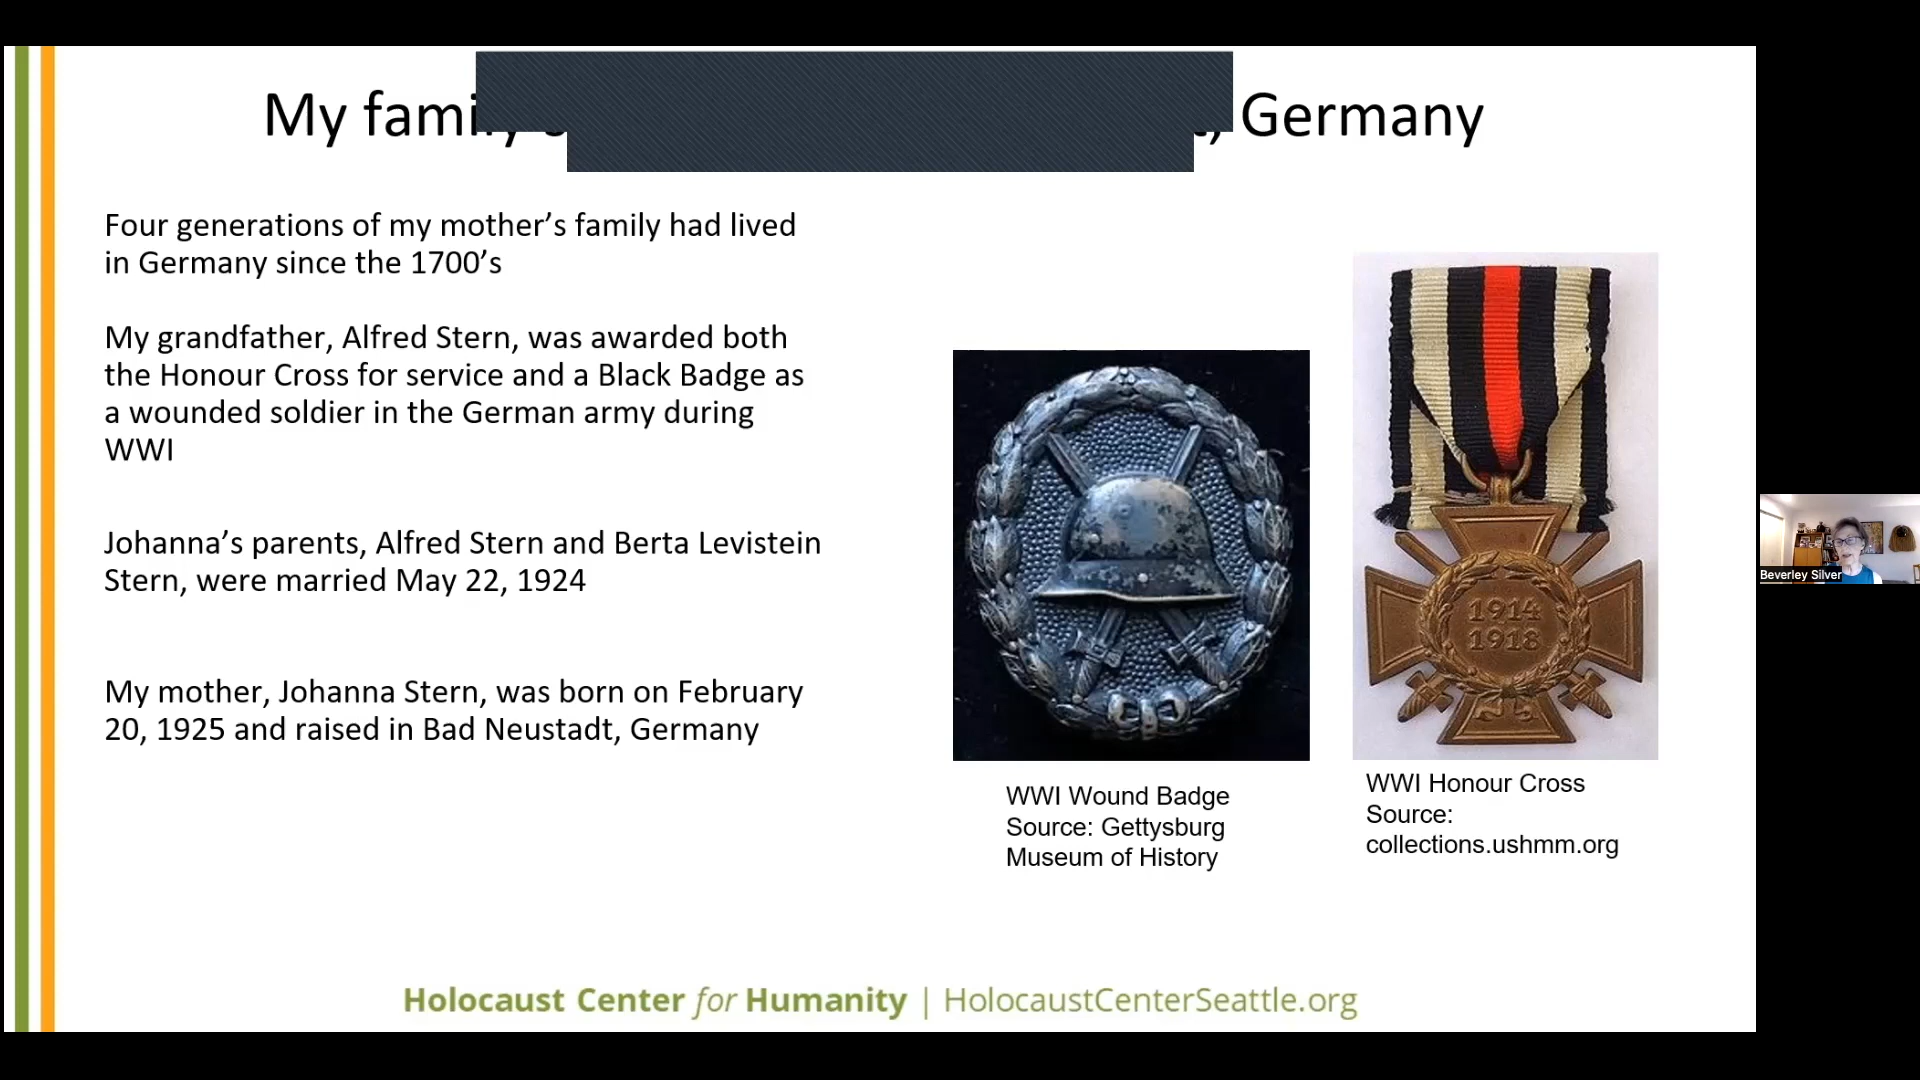 My family Germany
Four generations of my mother’s family had lived
in Germany since the 1700’s
My grandfather, Alfred Stern, was awarded both
the Honour Cross for service and a Black Badge as
a wounded soldier in the German army during
WWI
Johanna’s parents, Alfred Stern and Berta Levistein
Stern, were married May 22, 1924
My mother, Johanna Stern, was born on February
20, 1925 and raised in Bad Neustadt, Germany
1914
1918
WWI Wound Badge
Source: Gettysburg
Museum of History
WWI Honour Cross
Source:
collections.ushmm.org
Beverley Silver
Holocaust Center for Humanity | HolocaustCenterSeattle.org